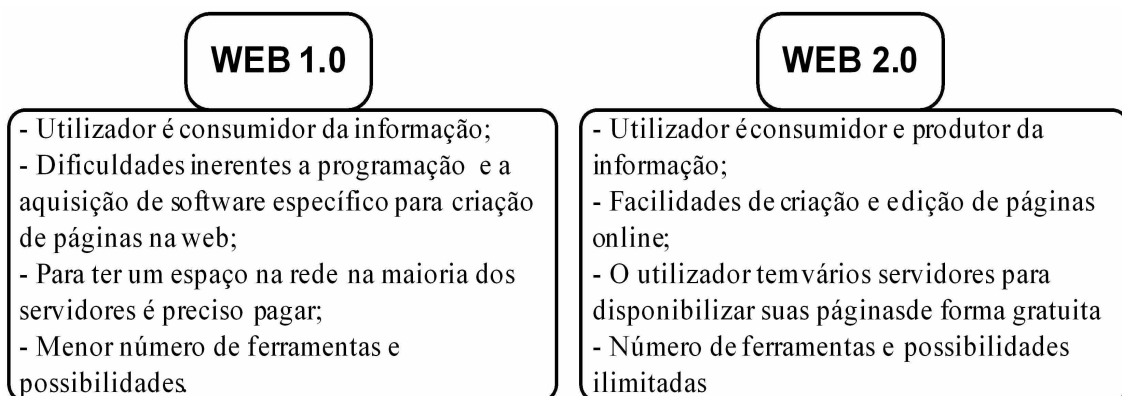 WEB 1.0
- Utilizador é consumidor da informação;
- Dificuldades inerentes a programação e a
aquisição de software específico para criação
de páginas na web;
- Para ter um espaço na rede na maioria dos
servidores é preciso pagar;
- Menor número de ferramentas e
possibilidades.
WEB 2.0
- Utilizador éconsumidor e produtor da
informação;
- Facilidades de criação e edição de páginas
online;
- O utilizador temvários servidores para
disponibilizar suas páginasde forma gratuita
- Número de ferramentas e possibilidades
ilimitadas